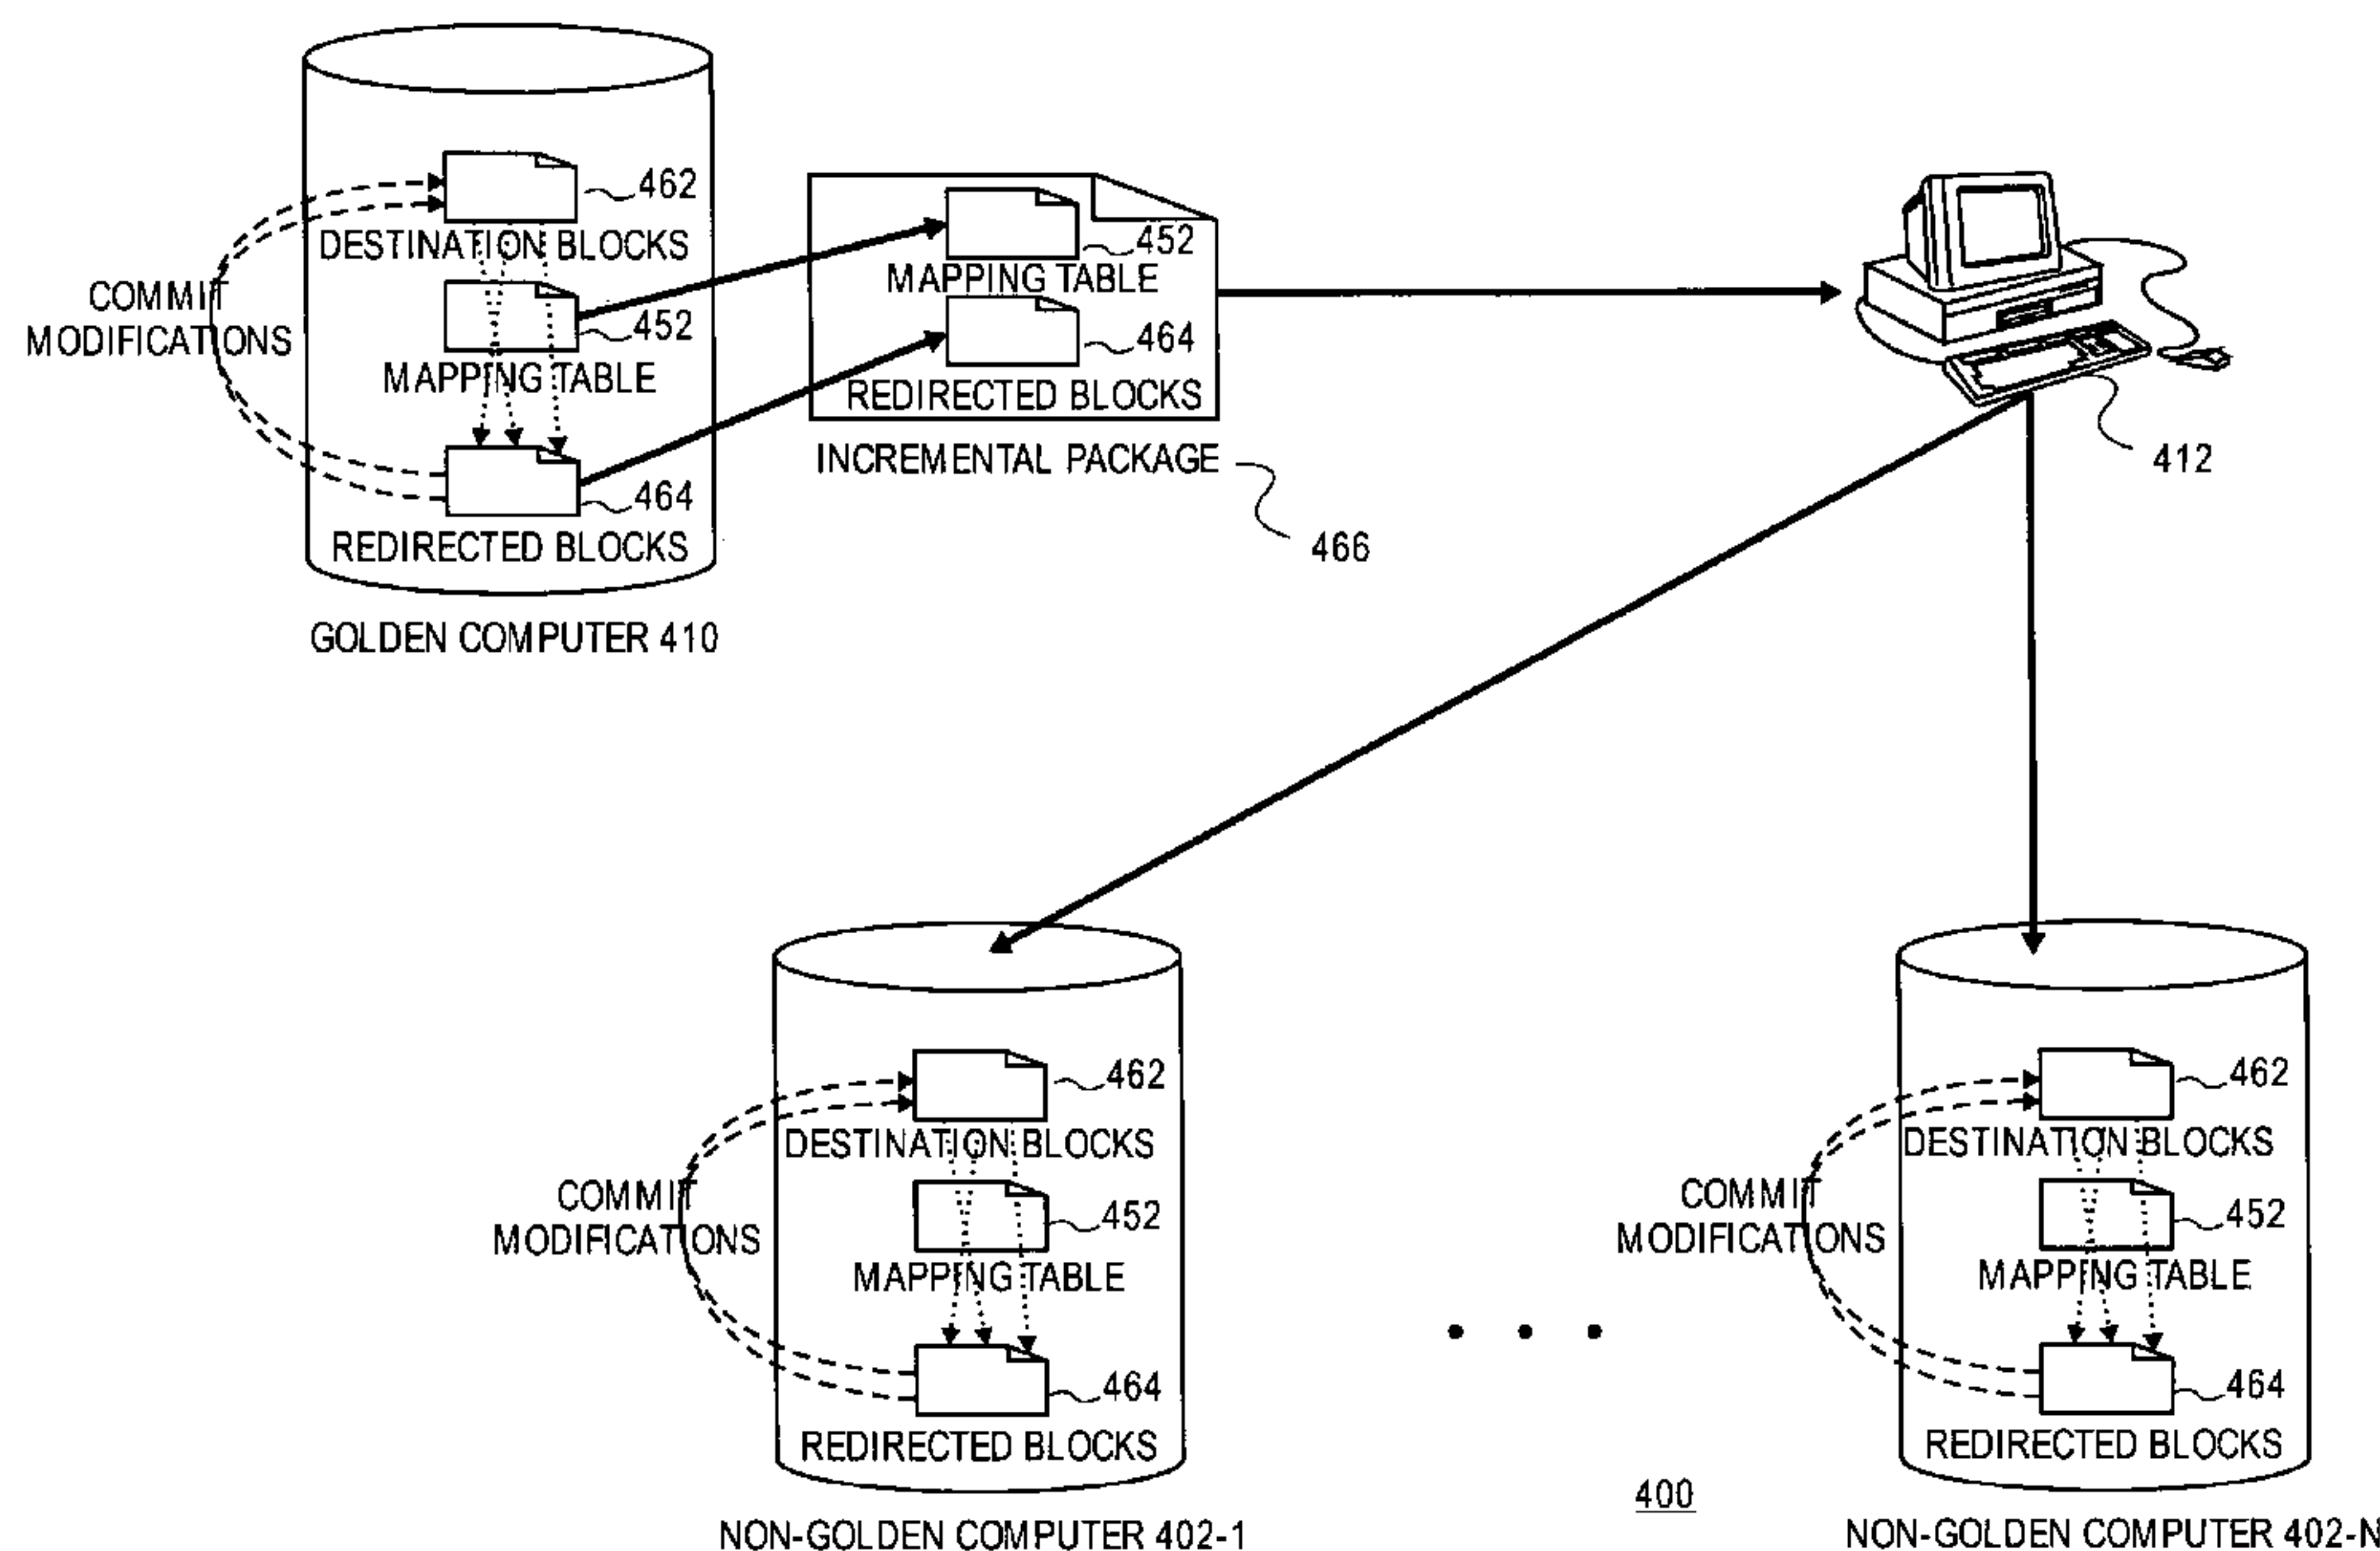 462
DESTINATION BLOCKS
COMMIT
MODIFICATIONS
452
MAPPING TABLE
464
REDIRECTED BLOCKS
GOLDEN COMPUTER 410
452
MAPPING TABLE
464
REDIRECTED BLOCKS
INCREMENTAL PACKAGE
466
412
462
DESTINATION BLOCKS
COMMIT
MODIFICATIONS
452
MAPPING TABLE
464
REDIRECTED BLOCKS
NON-GOLDEN COMPUTER 402-1
462
DESTINATION BLOCKS
COMMIT
MODIFICATIONS
452
MAPPING TABLE
464
REDIRECTED BLOCKS
400
NON-GOLDEN COMPUTER 402-N